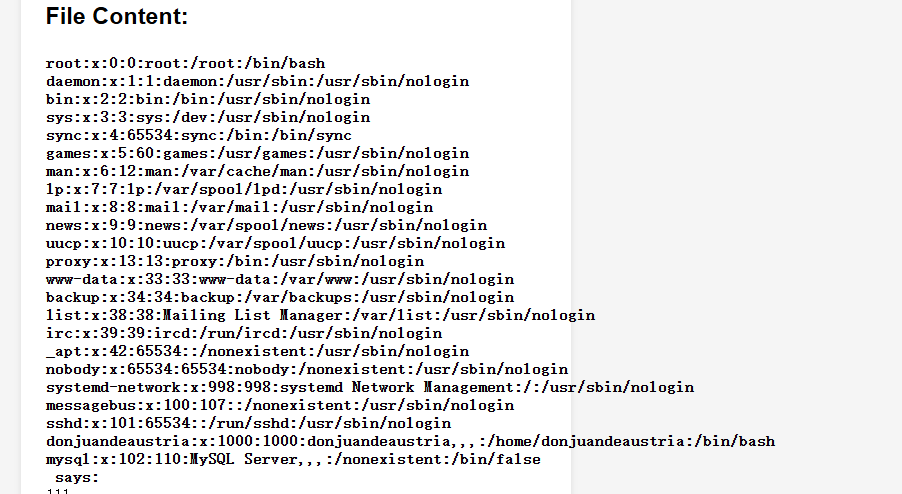 File Content:
root:x:0:0:root:/root:/bin/bash
daemon:x:1:1:daemon:/usr/sbin:/usr/sbin/nologin
bin:x:2:2:bin:/bin:/usr/sbin/nologin
sys:x:3:3:sys:/dev:/usr/sbin/nologin
sync:x:4:65534:sync:/bin:/bin/sync
games:x:5:60:games:/usr/games:/usr/sbin/nologin
man:x:6:12:man:/var/cache/man:/usr/sbin/nologin
lp:x:7:7:lp:/var/spool/lpd:/usr/sbin/nologin
mail:x:8:8:mail:/var/mail:/usr/sbin/nologin
news:x:9:9:news:/var/spool/news:/usr/sbin/nologin
uucp:x:10:10:uucp:/var/spool/uucp:/usr/sbin/nologin
proxy:x:13:13:proxy:/bin:/usr/sbin/nologin
www-data:x:33:33:www-data:/var/www:/usr/sbin/nologin
backup:x:34:34:backup:/var/backups:/usr/sbin/nologin
list:x:38:38:Mailing List Manager:/var/list:/usr/sbin/nologin
irc:x:39:39:ircd:/run/ircd:/usr/sbin/nologin
_apt:x:42:65534::/nonexistent:/usr/sbin/nologin
nobody:x:65534:65534:nobody:/nonexistent:/usr/sbin/nologin
systemd-network:x:998:998:systemd Network Management:/:/usr/sbin/nologin
messagebus:x:100:107::/nonexistent:/usr/sbin/nologin
sshd:x:101:65534::/run/sshd:/usr/sbin/nologin
donjuandeaustria:x:1000:1000:donjuandeaustria,,,:/home/donjuandeaustria:/bin/bash
mysql:x:102:110:MySQL Server,,,:/nonexistent:/bin/false
says: